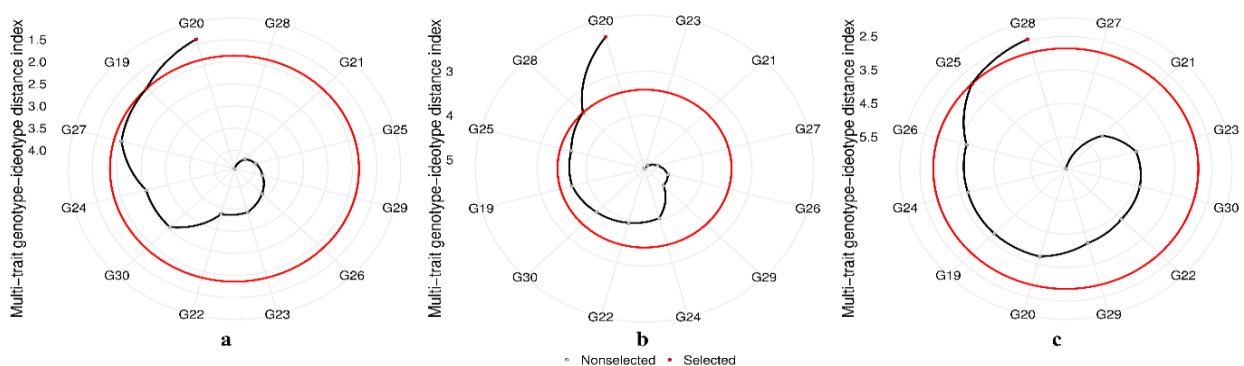 Multi−trait genotype−ideotype distance index
1.5
2.0
2.5
3.0
3.5
4.0
G20
G28
G19
G21
G27
G25
G24
G29
G30
G26
G22
G23
a
Multi−trait genotype−ideotype distance index
3
4
5
G20
G23
G28
G21
G25
G27
G19
G26
G30
G29
G22
G24
b
Multi−trait genotype−ideotype distance index
2.5
3.5
4.5
5.5
G28
G27
G25
G21
G26
G23
G24
G30
G19
G22
G20
G29
c
Nonselected Selected